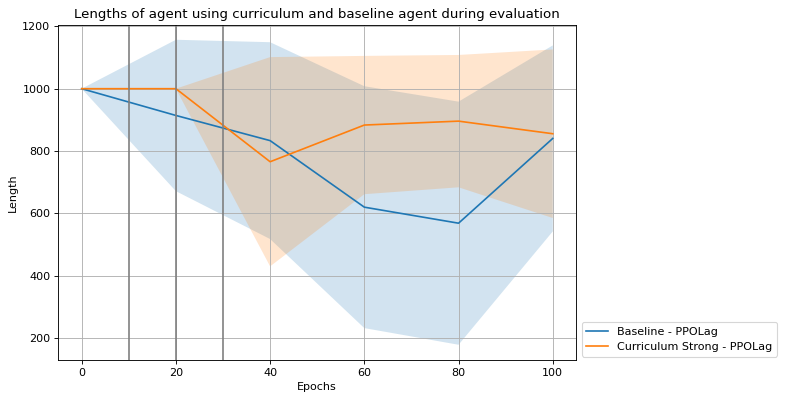 Lengths of agent using curriculum and baseline agent during evaluation
1200
1000
800
600
400
200
Length
0 20 40 60 80 100
Epochs
Baseline - PPOLag
Curriculum Strong - PPOLag